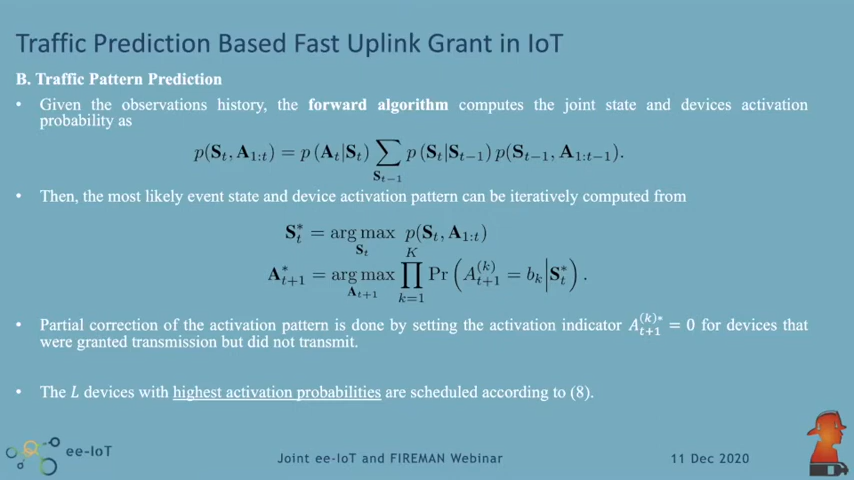 Traffic Prediction Based Fast Uplink Grant in IoT
B. Traffic Pattern Prediction
• Given the observations history, the forward algorithm computes the joint state and devices activation
probability as
p(S_t, A_{1:t}) = p (A_t|S_t) ∑_{S_{t−1}} p (S_t|S_{t−1}) p(S_{t−1}, A_{1:t−1}).
• Then, the most likely event state and device activation pattern can be iteratively computed from
S*_t = arg max_{S_t} p(S_t, A_{1:t})
A*_{t+1} = arg max_{A_{t+1}} ∏_{k=1}^{K} Pr (A^{(k)}_{t+1} = b_k | S*_t) .
• Partial correction of the activation pattern is done by setting the activation indicator A^{(k)*}_{t+1} = 0 for devices that
were granted transmission but did not transmit.
• The L devices with highest activation probabilities are scheduled according to (8).
ee-IoT
Joint ee-IoT and FIREMAN Webinar
11 Dec 2020